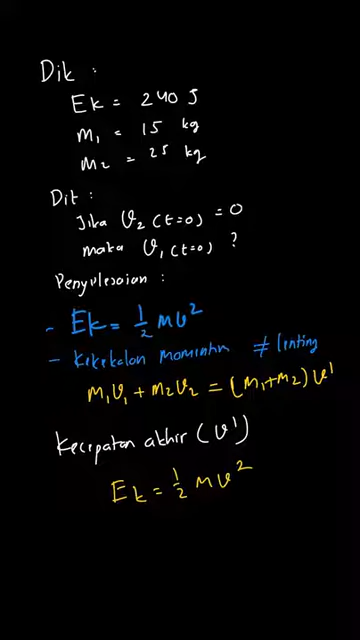 Dik :
Ek = 240 J
m₁ = 15 kg
m₂ = 25 kg
Dit :
Jika v₂ (t=0) = 0
maka v₁ (t=0) ?
Penyelesaian :
- Ek = 1/2 mv²
- Kekekalan momentum ≠ lenting
m₁v₁ + m₂v₂ = (m₁+m₂) v'
Kecepatan akhir (v')
Ek = 1/2 mv²